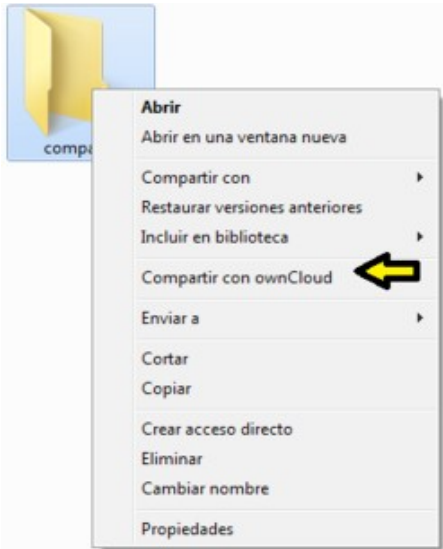 compa
Abrir
Abrir en una ventana nueva
Compartir con
Restaurar versiones anteriores
Incluir en biblioteca
Compartir con ownCloud
Enviar a
Cortar
Copiar
Crear acceso directo
Eliminar
Cambiar nombre
Propiedades